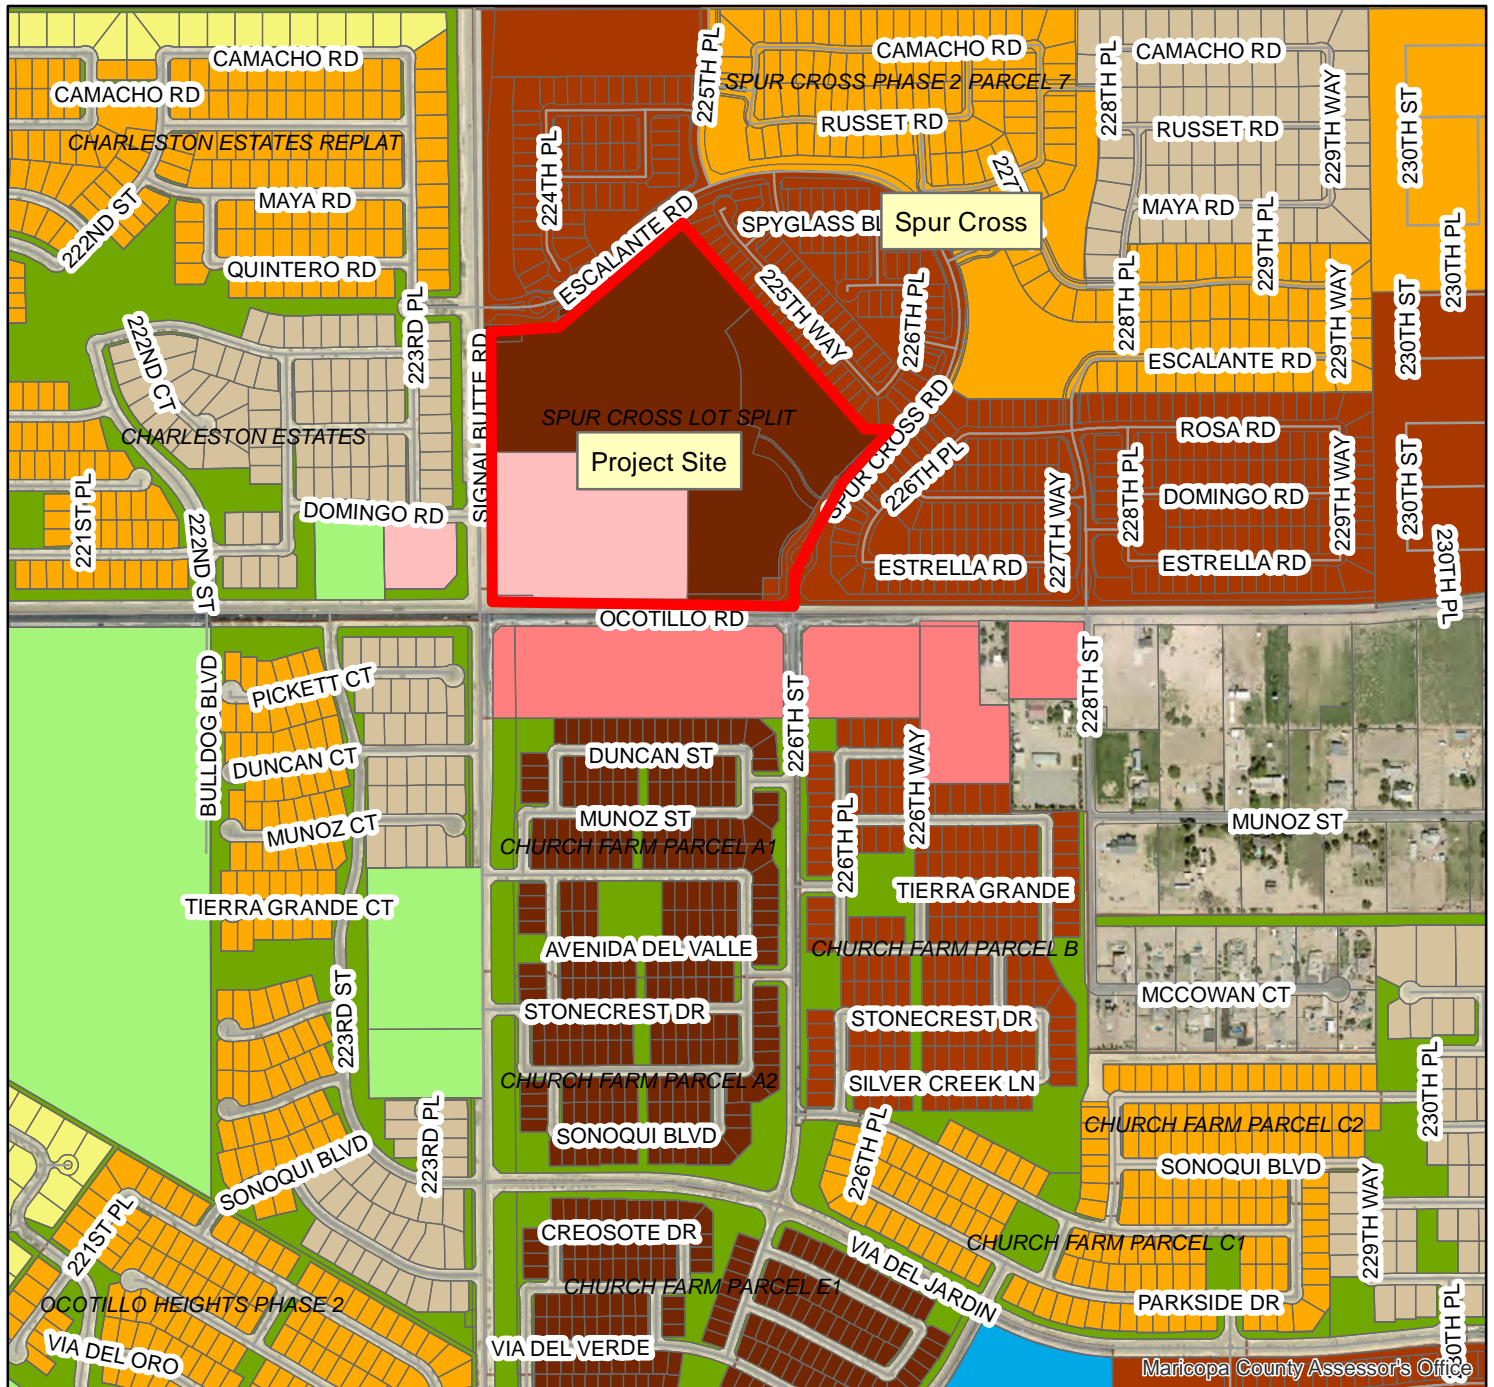 CAMACHO RD
225TH PL
CAMACHO RD
CAMACHO RD
CAMACHO RD
SPUR CROSS PHASE 2 PARCEL 7
228TH PL
229TH WAY
230TH ST
RUSSET RD
RUSSET RD
CHARLESTON ESTATES REPLAT
224TH PL
MAYA RD
227
MAYA RD
222ND ST
ESCALANTE RD
SPYGLASS BL
Spur Cross
229TH PL
230TH PL
QUINTERO RD
225TH WAY
226TH PL
228TH PL
229TH WAY
230TH ST
223RD PL
222ND CT
SIGNAL BUTTE RD
ESCALANTE RD
SPUR CROSS LOT SPLIT
SPUR CROSS RD
CHARLESTON ESTATES
ROSA RD
Project Site
226TH PL
221ST PL
222ND ST
DOMINGO RD
227TH WAY
228TH PL
DOMINGO RD
229TH WAY
230TH ST
ESTRELLA RD
ESTRELLA RD
230TH PL
OCOTILLO RD
BULLDOG BLVD
PICKETT CT
226TH ST
228TH ST
DUNCAN CT
DUNCAN ST
226TH WAY
MUNOZ CT
MUNOZ ST
226TH PL
MUNOZ ST
CHURCH FARM PARCEL A1
TIERRA GRANDE CT
TIERRA GRANDE
AVENIDA DEL VALLE
CHURCH FARM PARCEL B
223RD ST
STONECREST DR
STONECREST DR
MCCOWAN CT
CHURCH FARM PARCEL A2
SILVER CREEK LN
223RD PL
230TH PL
CHURCH FARM PARCEL C2
SONOQUI BLVD
SONOQUI BLVD
226TH PL
SONOQUI BLVD
221ST PL
CREOSOTE DR
VIA DEL JARDIN
229TH WAY
CHURCH FARM PARCEL C1
CHURCH FARM PARCEL E1
OCOTILLO HEIGHTS PHASE 2
PARKSIDE DR
VIA DEL ORO
VIA DEL VERDE
230TH PL
Maricopa County Assessor's Office